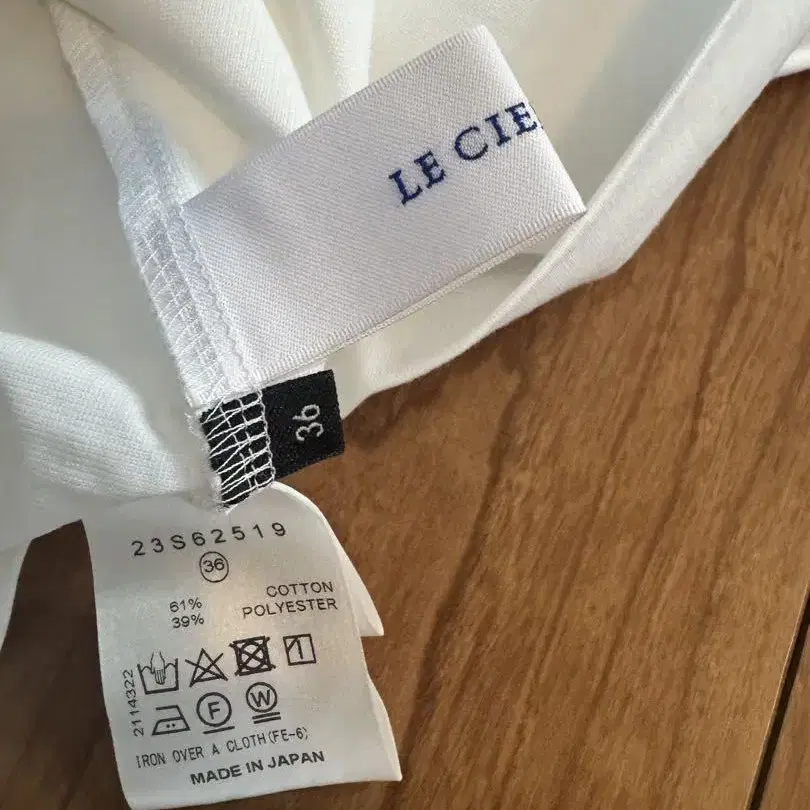 LE CIE
36
23S62519
36
61% COTTON
39% POLYESTER
2114322
F
W
IRON OVER A CLOTH(FE-6)
MADE IN JAPAN